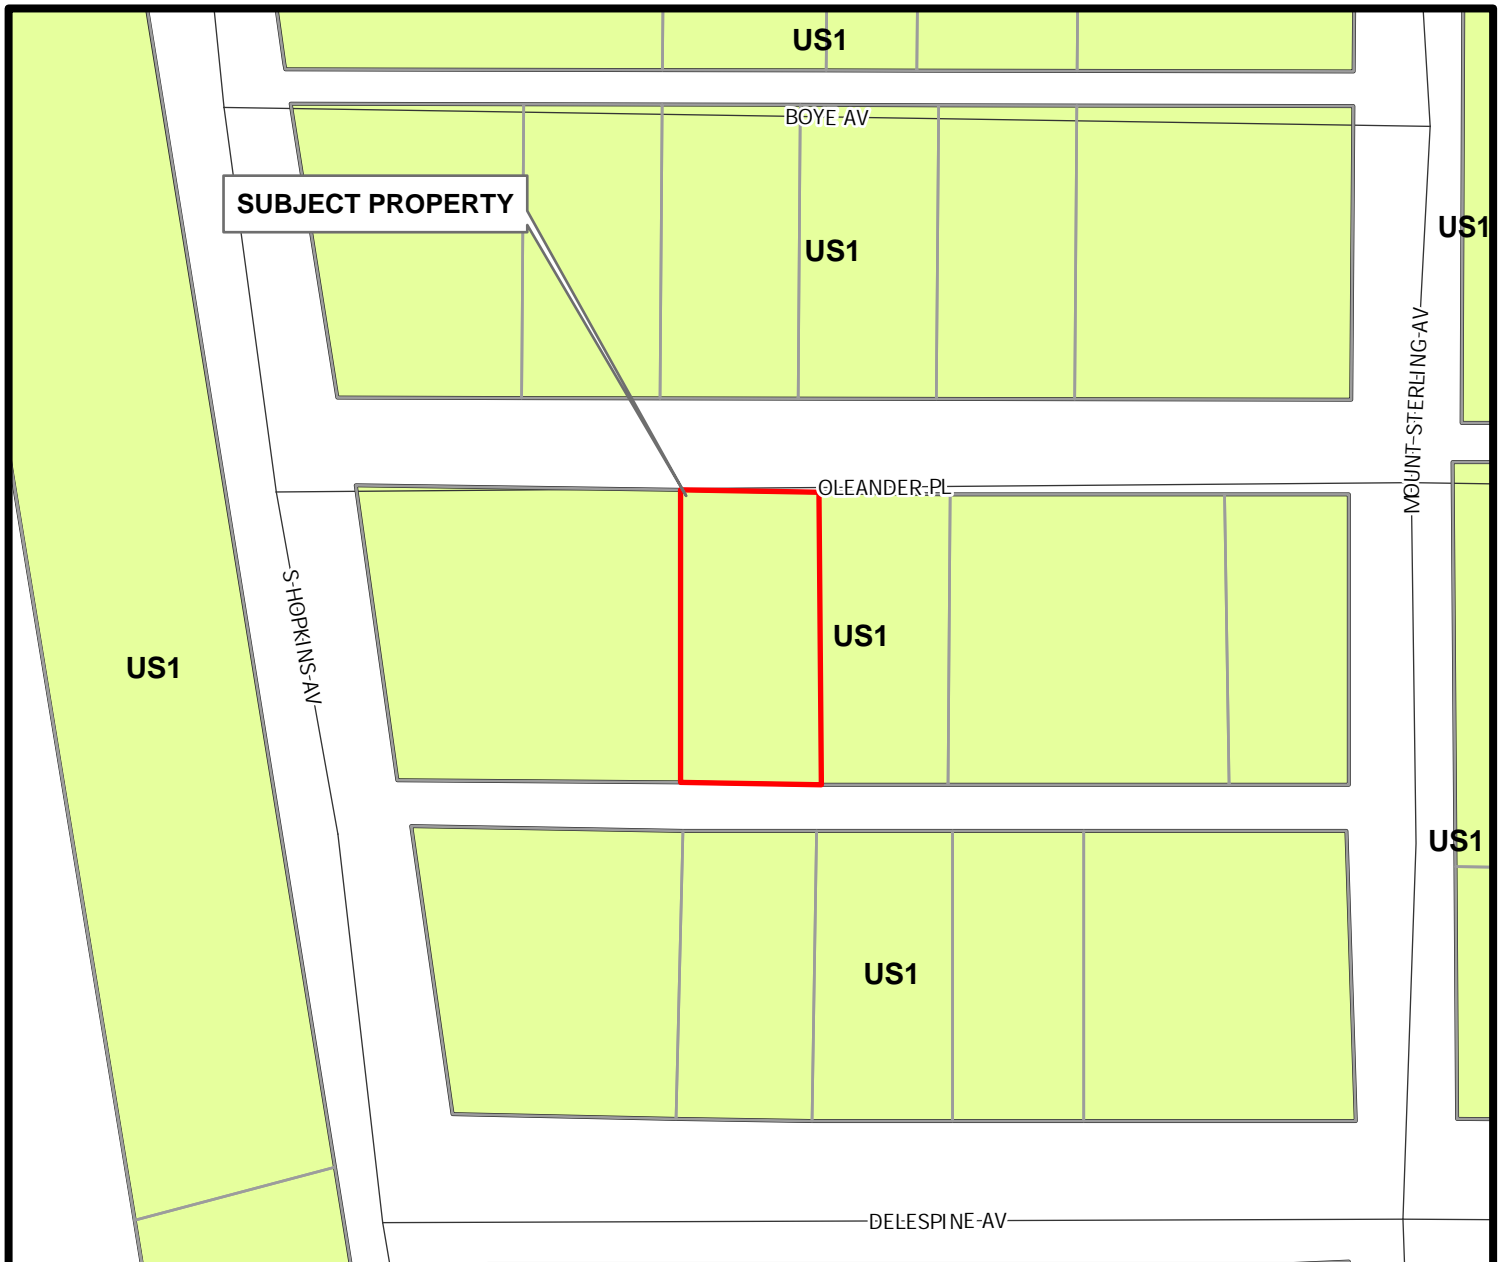 US1
BOYE AV
SUBJECT PROPERTY
US1
US1
MOUNT STERLING AV
OLEANDER PL
S HOPKINS AV
US1
US1
US1
US1
DELESPINE AV